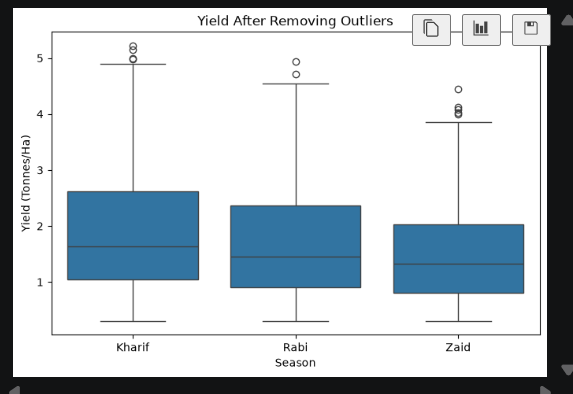 Yield After Removing Outliers
Yield (Tonnes/Ha)
5
4
3
2
1
Kharif Rabi Zaid
Season